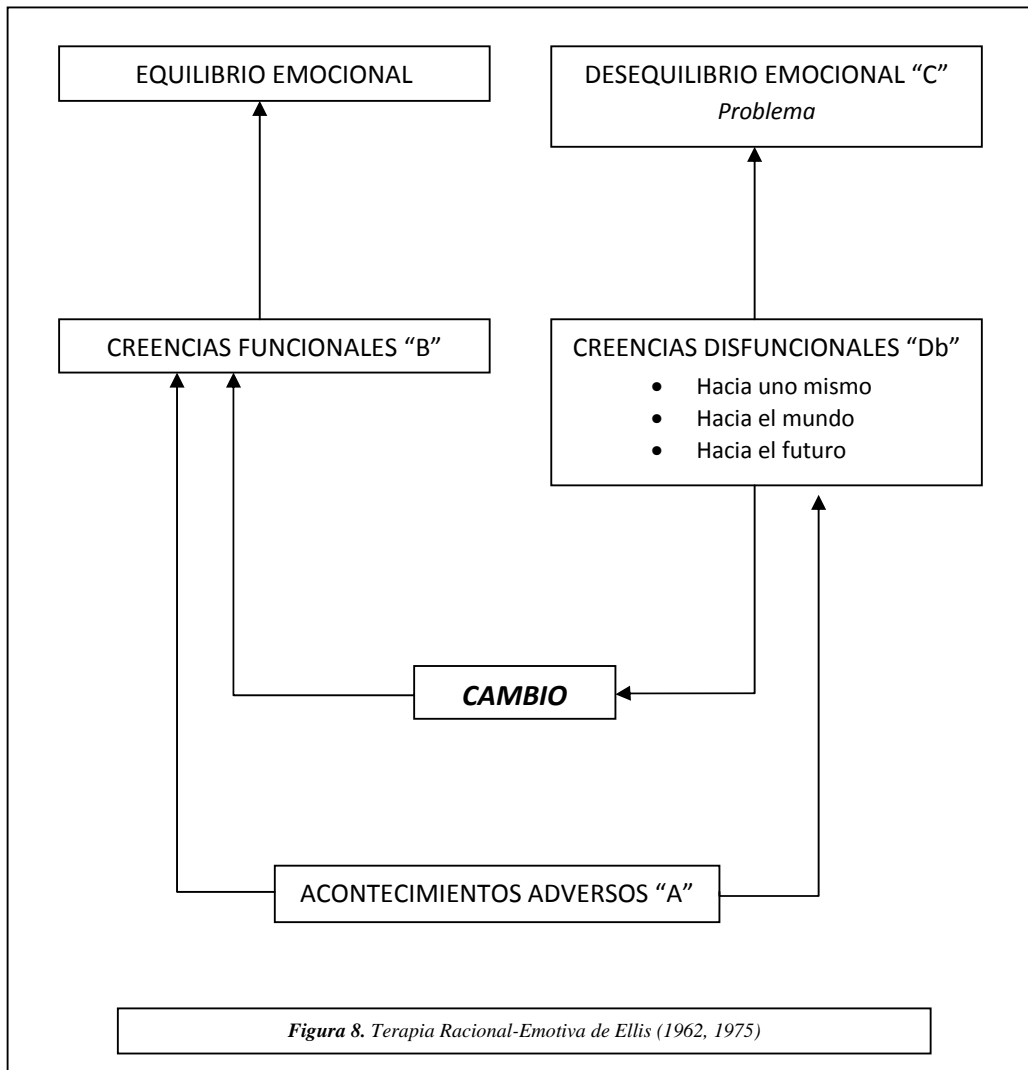 EQUILIBRIO EMOCIONAL
DESEQUILIBRIO EMOCIONAL “C”
Problema
CREENCIAS FUNCIONALES “B”
CREENCIAS DISFUNCIONALES “Db”
• Hacia uno mismo
• Hacia el mundo
• Hacia el futuro
CAMBIO
ACONTECIMIENTOS ADVERSOS “A”
Figura 8. Terapia Racional-Emotiva de Ellis (1962, 1975)